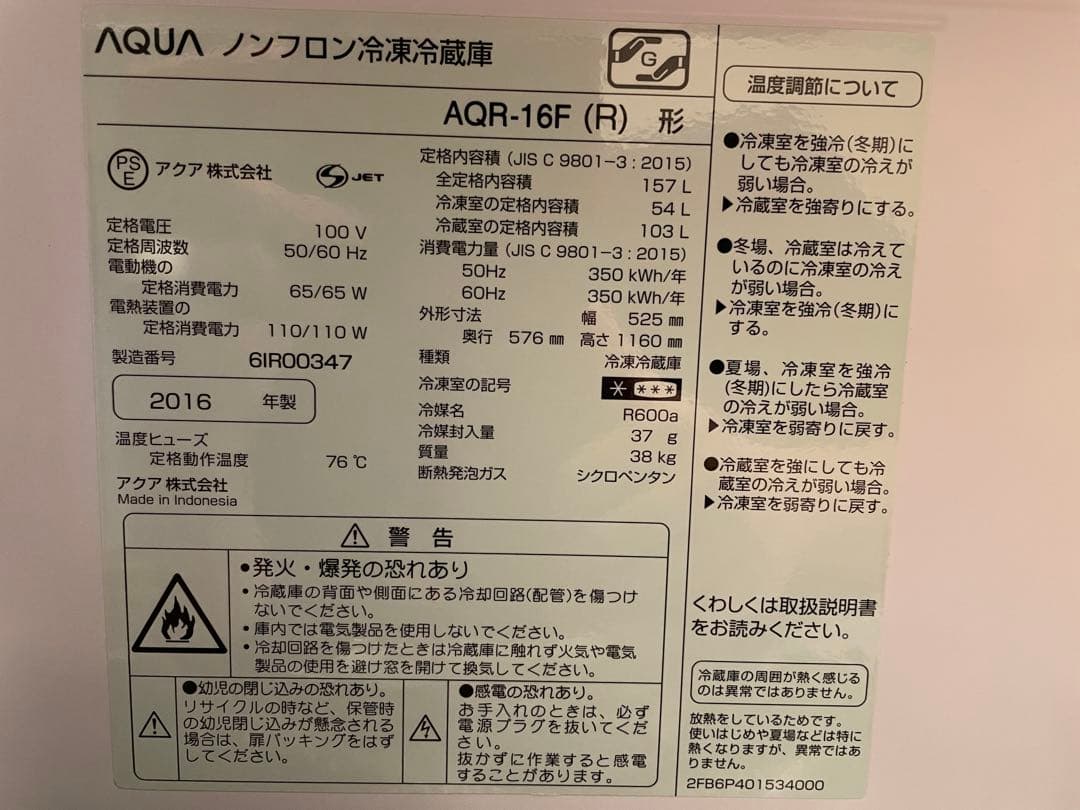 AQUA ノンフロン冷凍冷蔵庫
G
AQR-16F (R) 形
PSE アクア 株式会社
S JET
定格電圧 100 V
定格周波数 50/60 Hz
電動機の
定格消費電力 65/65 W
電熱装置の
定格消費電力 110/110 W
製造番号 6IR00347
2016 年製
温度ヒューズ
定格動作温度 76 ℃
アクア 株式会社
Made in Indonesia
定格内容積 (JIS C 9801-3 : 2015)
全定格内容積 157 L
冷凍室の定格内容積 54 L
冷蔵室の定格内容積 103 L
消費電力量 (JIS C 9801-3 : 2015)
50Hz 350 kWh/年
60Hz 350 kWh/年
外形寸法 幅 525 mm
奥行 576 mm 高さ 1160 mm
種類 冷凍冷蔵庫
冷凍室の記号 * ***
冷媒名 R600a
冷媒封入量 37 g
質量 38 kg
断熱発泡ガス シクロペンタン
警 告
●発火・爆発の恐れあり
・冷蔵庫の背面や側面にある冷却回路(配管)を傷つけ
ないでください。
・庫内では電気製品を使用しないでください。
・冷却回路を傷つけたときは冷蔵庫に触れず火気や電気
製品の使用を避け窓を開けて換気してください。
●幼児の閉じ込みの恐れあり。
リサイクルの時など、保管時
の幼児閉じ込みが懸念される
場合は、扉パッキングをはず
してください。
●感電の恐れあり。
お手入れのときは、必ず
電源プラグを抜いてくだ
さい。
抜かずに作業すると感電
することがあります。
温度調節について
●冷凍室を強冷(冬期)に
しても冷凍室の冷えが
弱い場合。
▶冷蔵室を強寄りにする。
●冬場、冷蔵室は冷えて
いるのに冷凍室の冷え
が弱い場合。
▶冷凍室を強冷(冬期)に
する。
●夏場、冷凍室を強冷
(冬期)にしたら冷蔵室
の冷えが弱い場合。
▶冷凍室を弱寄りに戻す。
●冷蔵室を強にしても冷
蔵室の冷えが弱い場合。
▶冷凍室を弱寄りに戻す。
くわしくは取扱説明書
をお読みください。
冷蔵庫の周囲が熱く感じる
のは異常ではありません。
放熱をしているためです。
使いはじめや夏場などは特に
熱くなりますが、異常ではあ
りません。
2FB6P401534000